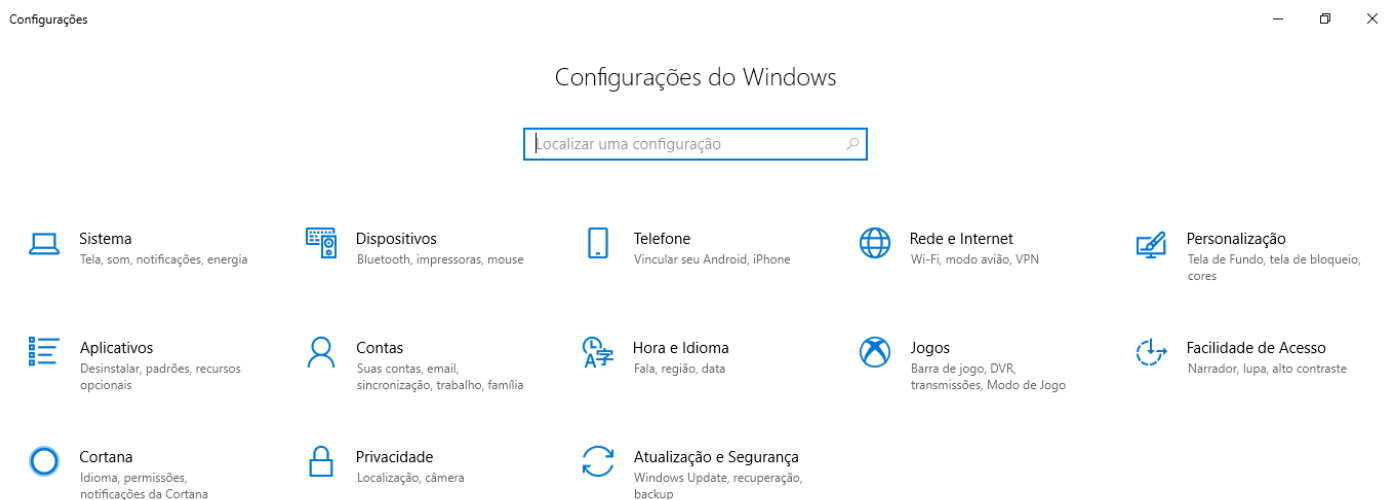 Configurações
Configurações do Windows
Localizar uma configuração
Sistema
Tela, som, notificações, energia
Dispositivos
Bluetooth, impressoras, mouse
Telefone
Vincular seu Android, iPhone
Rede e Internet
Wi-Fi, modo avião, VPN
Personalização
Tela de Fundo, tela de bloqueio,
cores
Aplicativos
Desinstalar, padrões, recursos
opcionais
Contas
Suas contas, email,
sincronização, trabalho, família
Hora e Idioma
Fala, região, data
Jogos
Barra de jogo, DVR,
transmissões, Modo de Jogo
Facilidade de Acesso
Narrador, lupa, alto contraste
Cortana
Idioma, permissões,
notificações da Cortana
Privacidade
Localização, câmera
Atualização e Segurança
Windows Update, recuperação,
backup